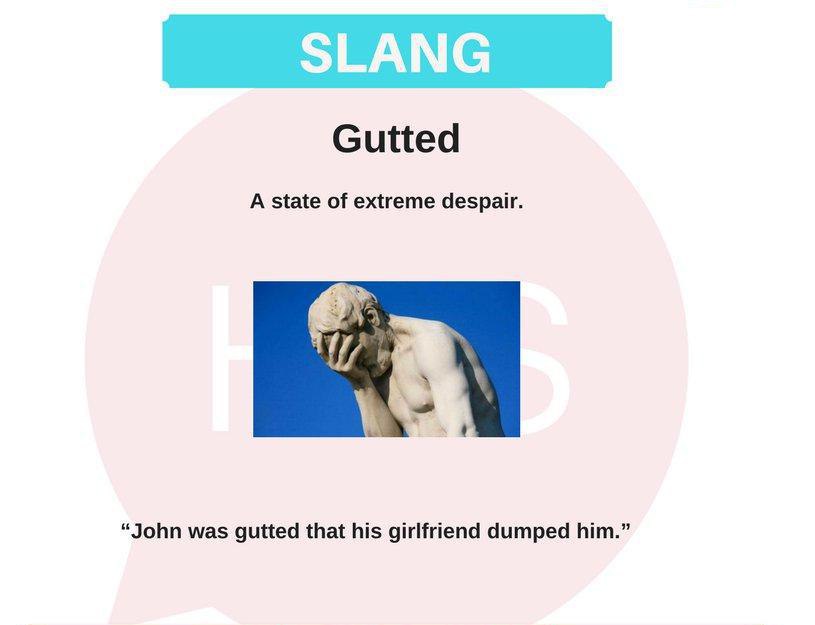 SLANG
Gutted
A state of extreme despair.
“John was gutted that his girlfriend dumped him.”